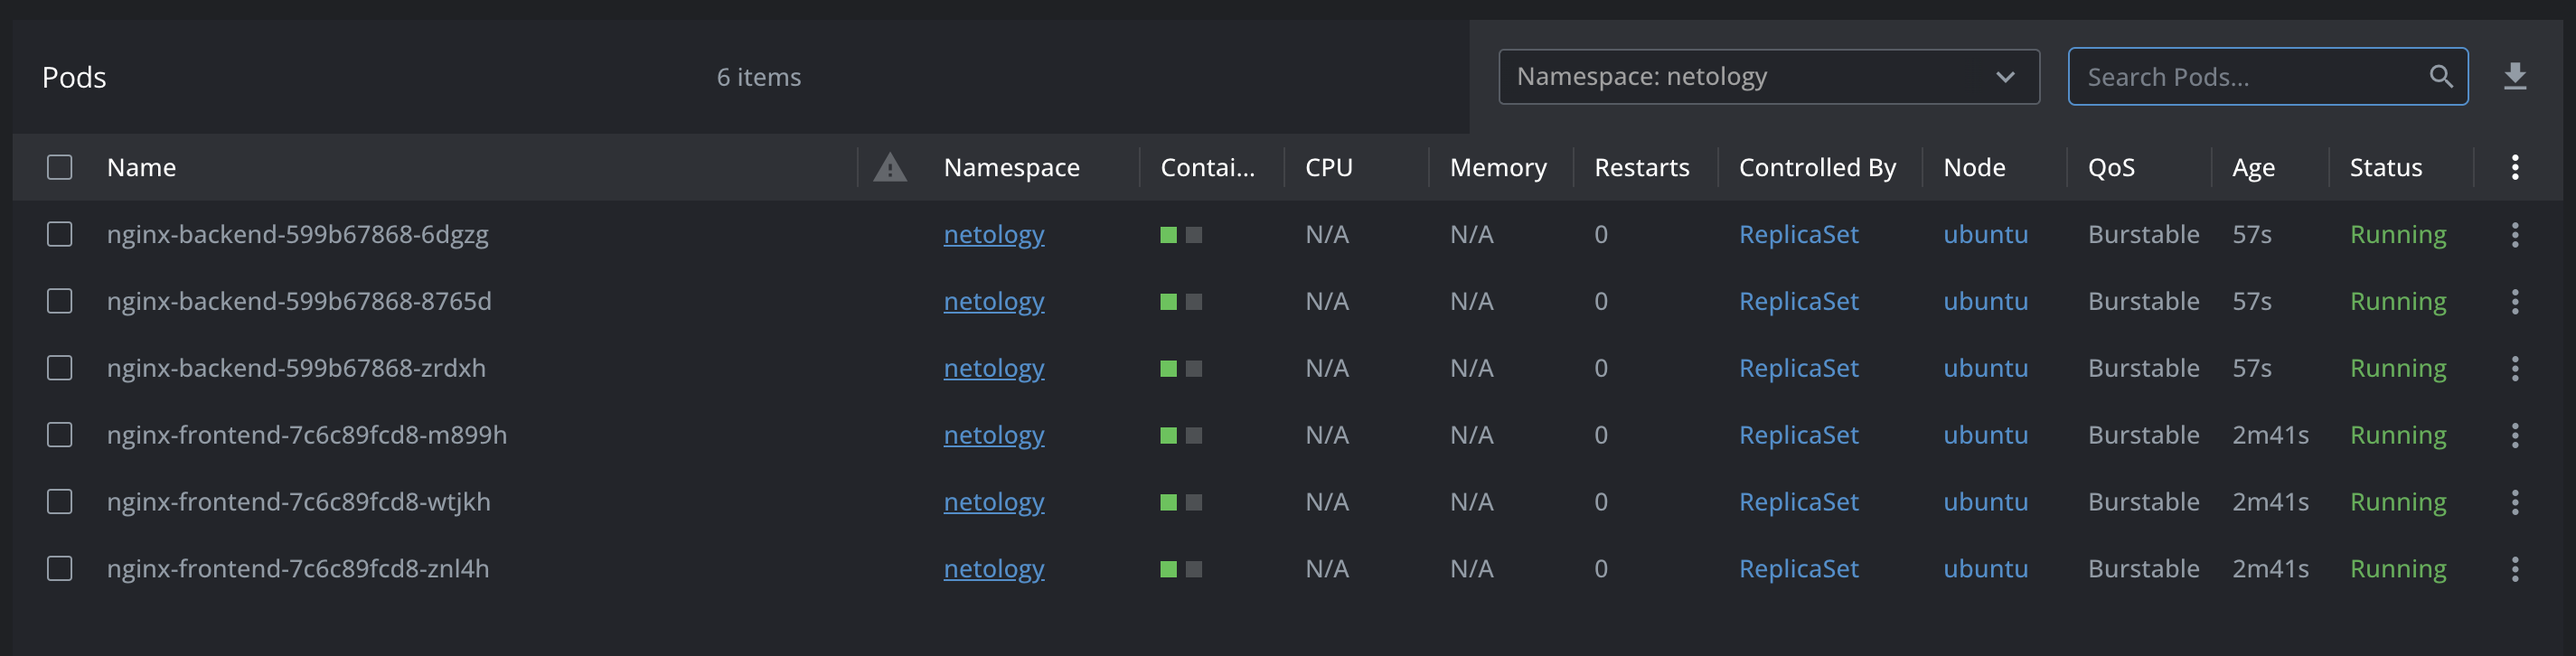 Pods 6 items Namespace: netology Search Pods...
Name Namespace Contai... CPU Memory Restarts Controlled By Node QoS Age Status
nginx-backend-599b67868-6dgzg netology N/A N/A 0 ReplicaSet ubuntu Burstable 57s Running
nginx-backend-599b67868-8765d netology N/A N/A 0 ReplicaSet ubuntu Burstable 57s Running
nginx-backend-599b67868-zrdxh netology N/A N/A 0 ReplicaSet ubuntu Burstable 57s Running
nginx-frontend-7c6c89fcd8-m899h netology N/A N/A 0 ReplicaSet ubuntu Burstable 2m41s Running
nginx-frontend-7c6c89fcd8-wtjkh netology N/A N/A 0 ReplicaSet ubuntu Burstable 2m41s Running
nginx-frontend-7c6c89fcd8-znl4h netology N/A N/A 0 ReplicaSet ubuntu Burstable 2m41s Running